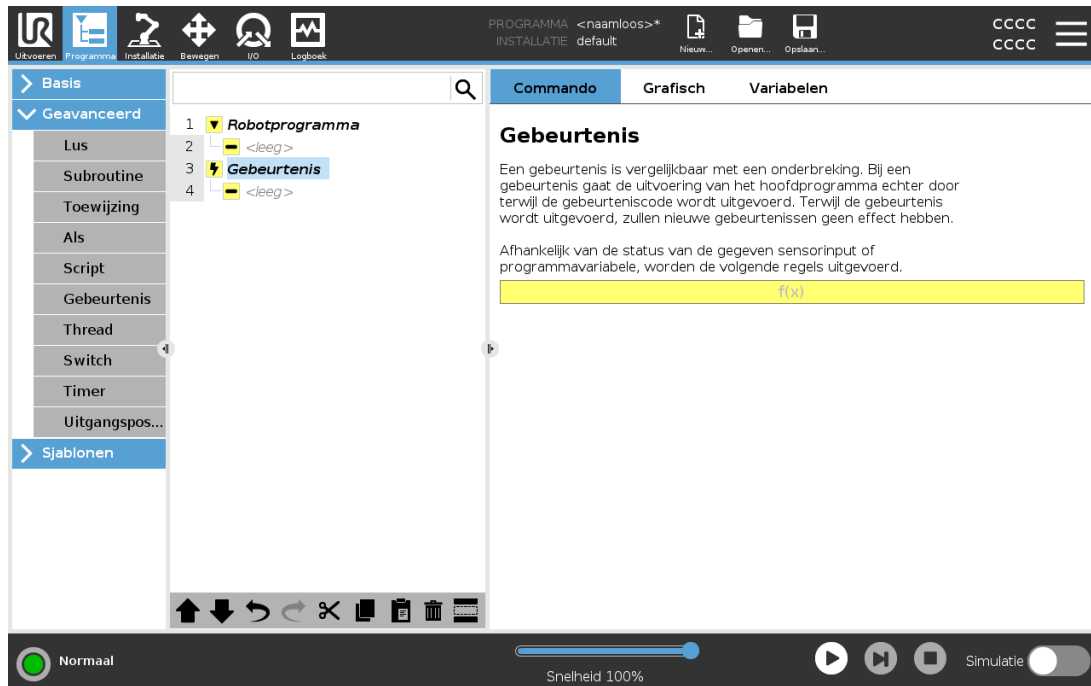 PROGRAMMA <naamloos>*
INSTALLATIE default
Uitvoeren Programma Installatie Bewegen I/O Logboek
Nieuw... Openen... Opslaan...
CCCC
CCCC
Basis
Geavanceerd
Lus
Subroutine
Toewijzing
Als
Script
Gebeurtenis
Thread
Switch
Timer
Uitgangspos...
Sjablonen
1 Robotprogramma
2 <leeg>
3 Gebeurtenis
4 <leeg>
Commando Grafisch Variabelen
Gebeurtenis
Een gebeurtenis is vergelijkbaar met een onderbreking. Bij een
gebeurtenis gaat de uitvoering van het hoofdprogramma echter door
terwijl de gebeurteniscode wordt uitgevoerd. Terwijl de gebeurtenis
wordt uitgevoerd, zullen nieuwe gebeurtenissen geen effect hebben.
Afhankelijk van de status van de gegeven sensorinput of
programmavariabele, worden de volgende regels uitgevoerd.
f(x)
Normaal
Snelheid 100%
Simulatie